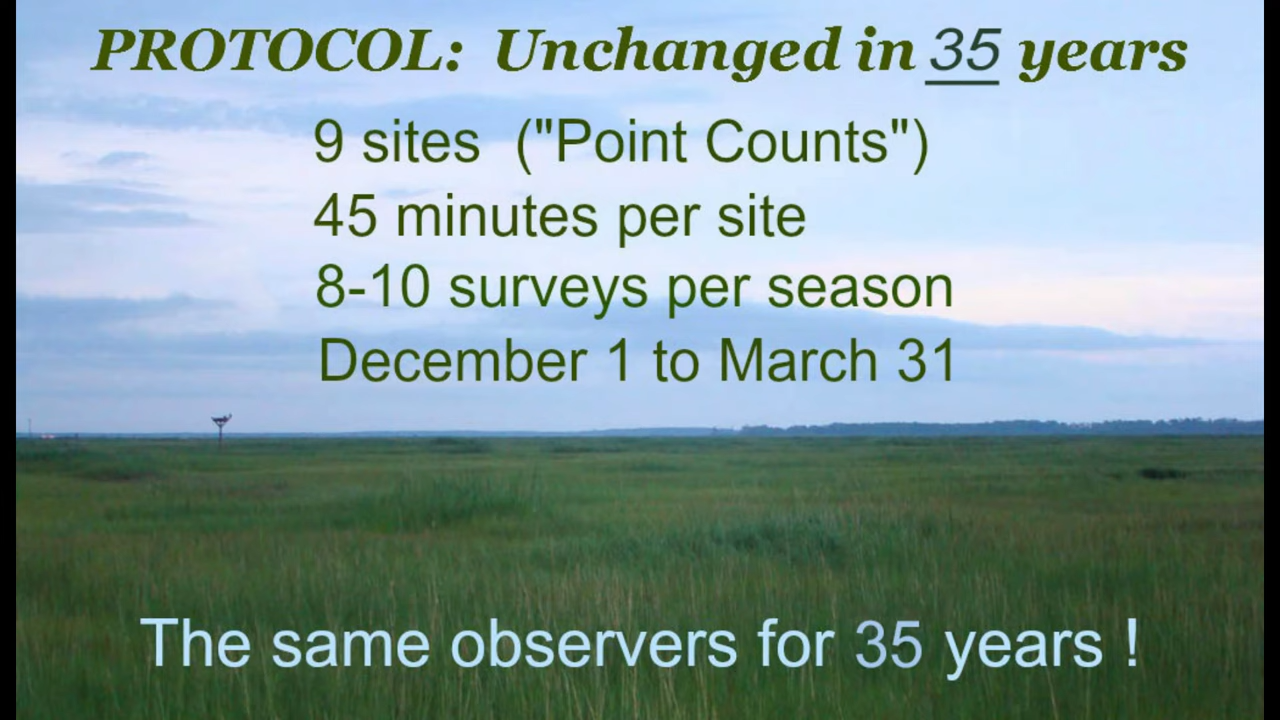 PROTOCOL: Unchanged in 35 years
9 sites ("Point Counts")
45 minutes per site
8-10 surveys per season
December 1 to March 31
The same observers for 35 years !